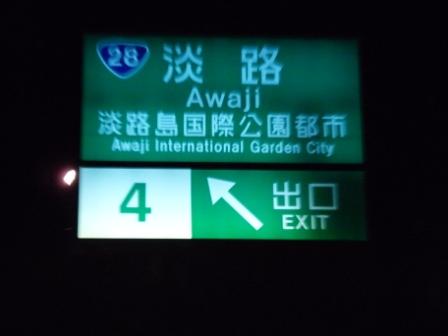 28 淡路
Awaji
淡路島国際公園都市
Awaji International Garden City
4 出口
EXIT